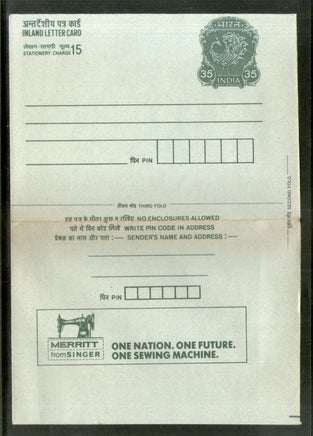 अन्तर्देशीय पत्र कार्ड
INLAND LETTER CARD
लेखन-सामग्री मूल्य
STATIONERY CHARGE 15
भारत
35 35
INDIA
पिन PIN
तीसरा मोड़ THIRD FOLD
दूसरा मोड़ SECOND FOLD
इस पत्र के भीतर कुछ न रखिए NO ENCLOSURES ALLOWED
पते में पिन कोड लिखें WRITE PIN CODE IN ADDRESS
प्रेषक का नाम और पता :— SENDER'S NAME AND ADDRESS :—
पिन PIN
MERRITT
from SINGER
ONE NATION. ONE FUTURE.
ONE SEWING MACHINE.